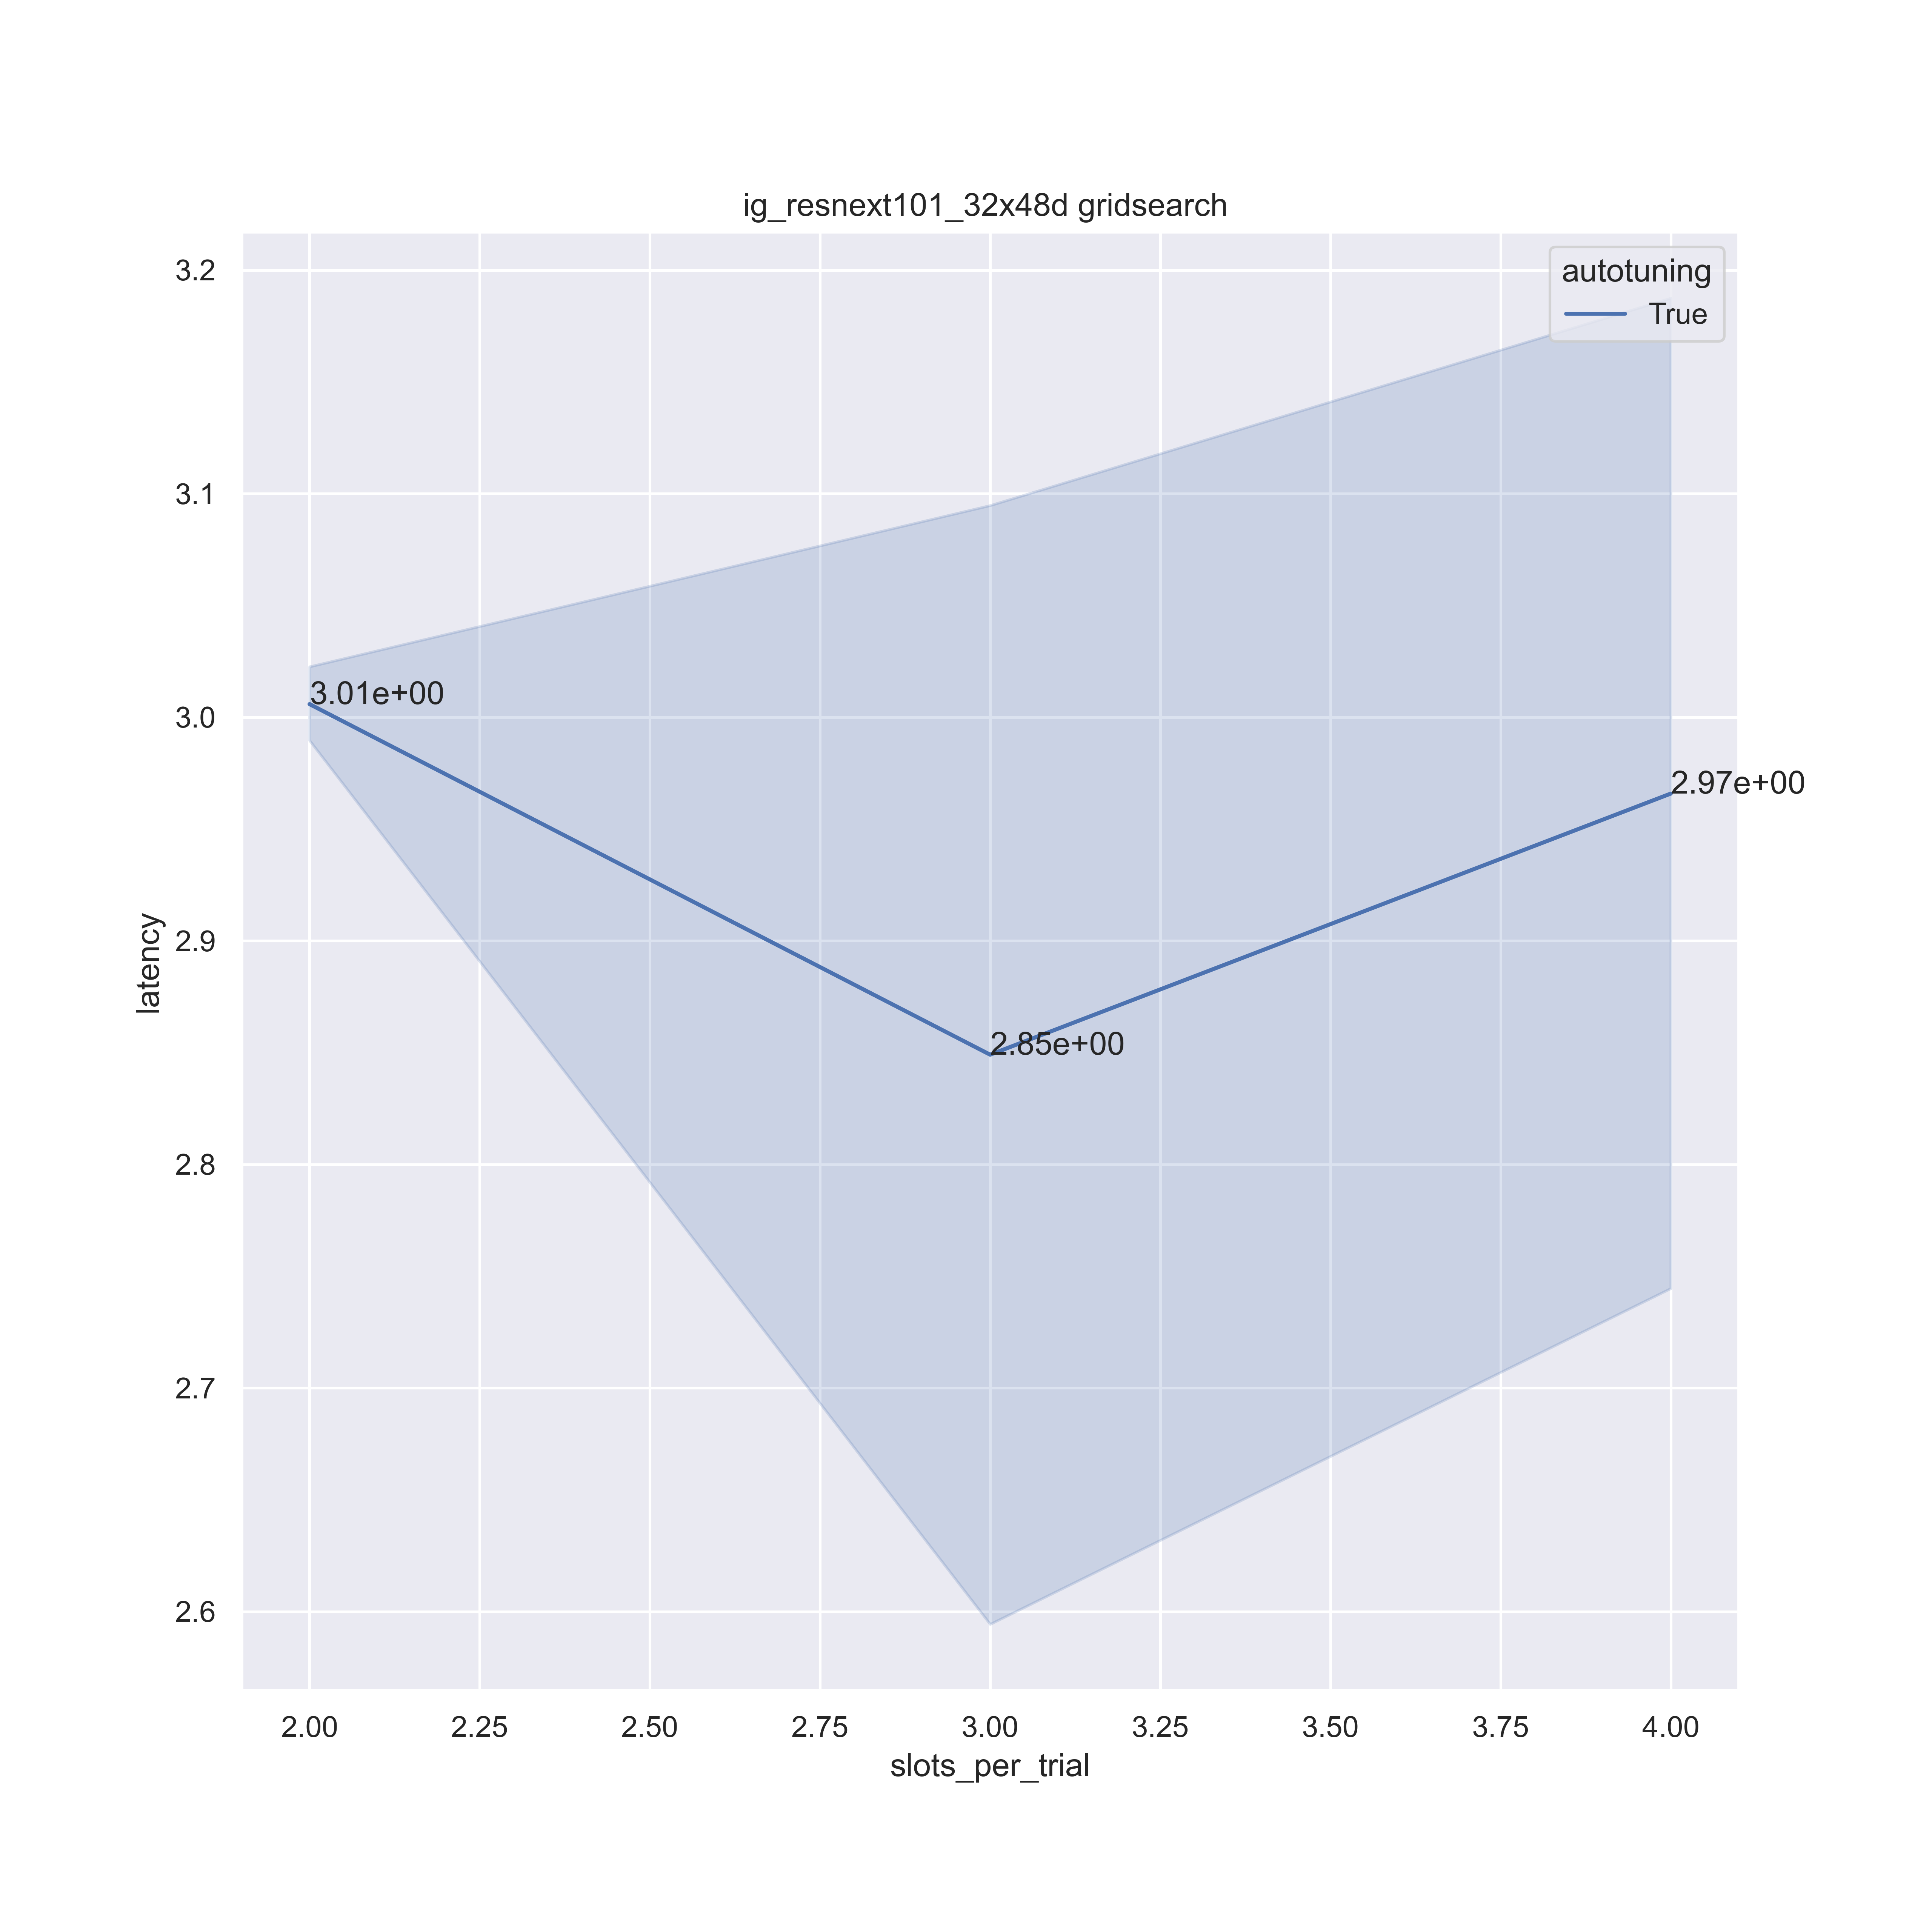 ig_resnext101_32x48d gridsearch
autotuning
True
3.2
3.1
3.0
2.9
2.8
2.7
2.6
latency
3.01e+00
2.85e+00
2.97e+00
2.00 2.25 2.50 2.75 3.00 3.25 3.50 3.75 4.00
slots_per_trial